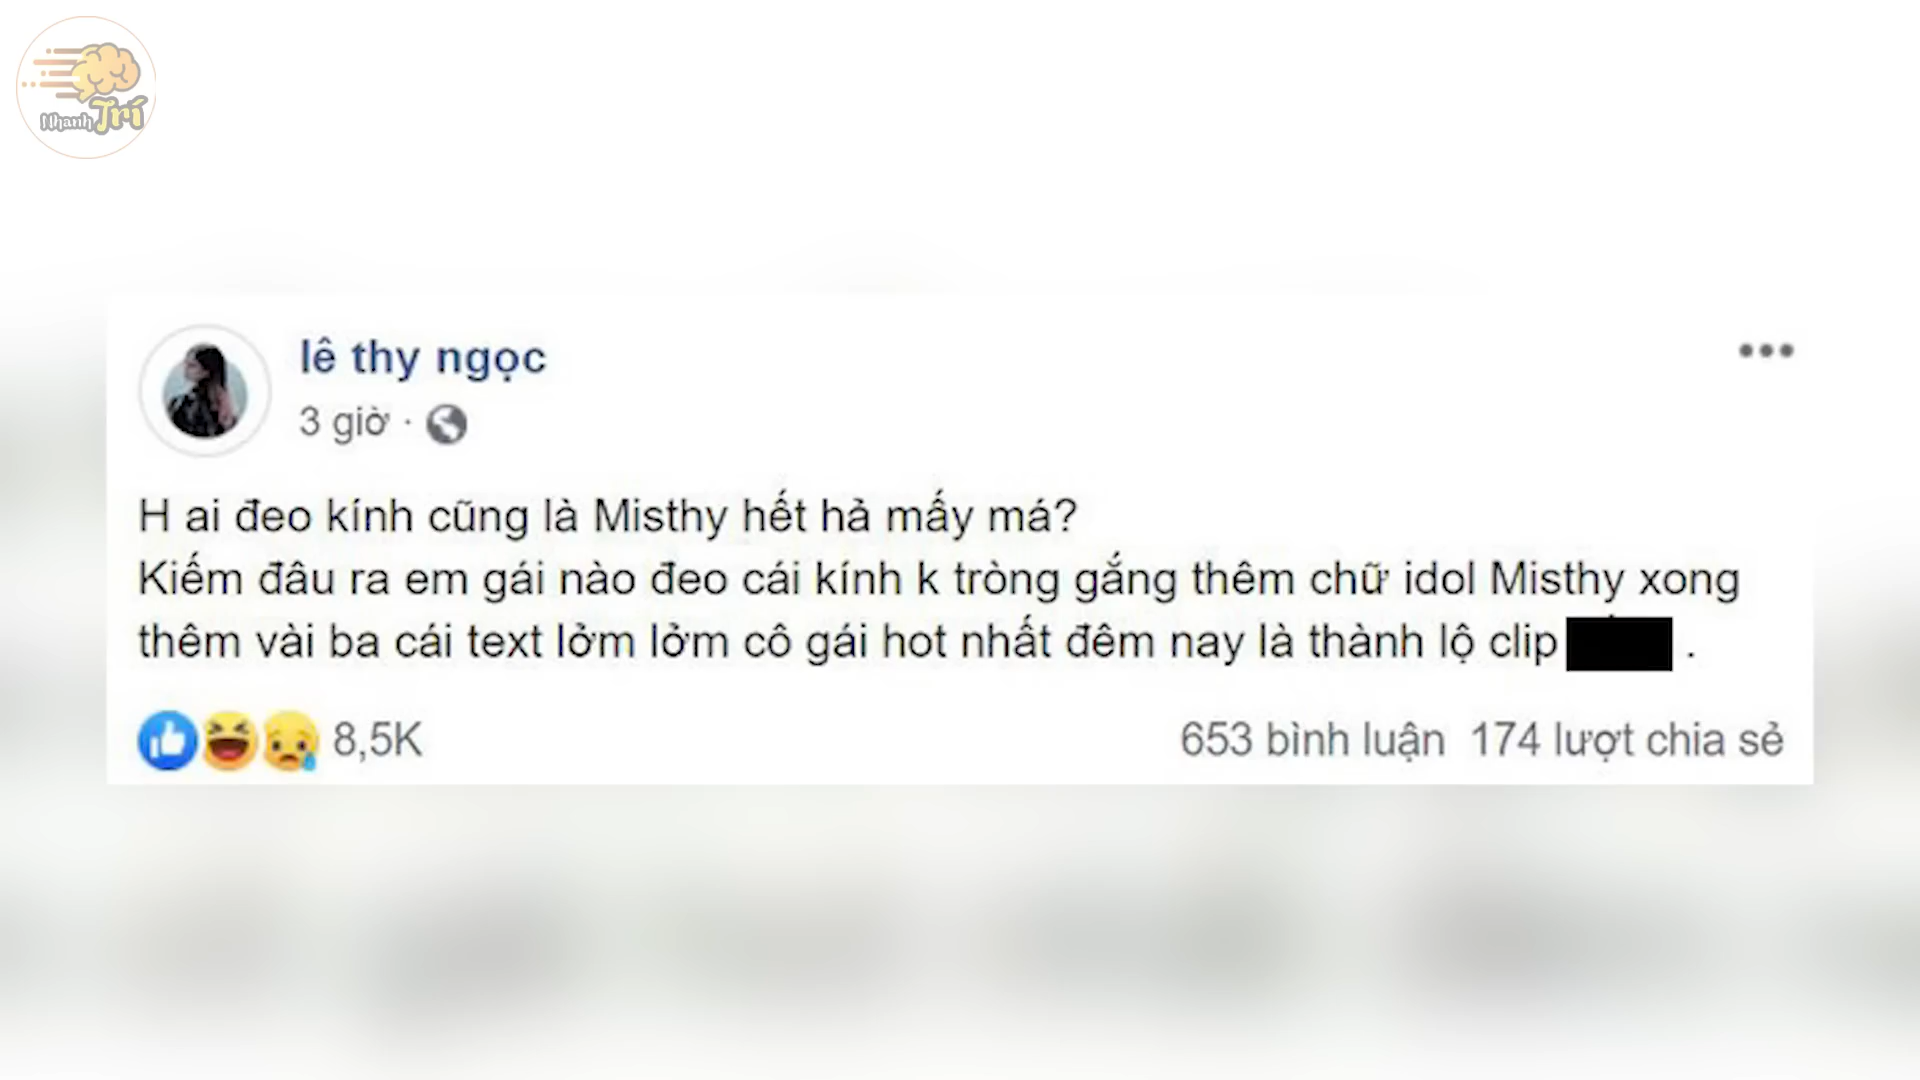 Nhanh Trí
lê thy ngọc
3 giờ ·
H ai đeo kính cũng là Misthy hết hả mấy má?
Kiếm đâu ra em gái nào đeo cái kính k tròng gắng thêm chữ idol Misthy xong
thêm vài ba cái text lởm lởm cô gái hot nhất đêm nay là thành lộ clip .
8,5K
653 bình luận 174 lượt chia sẻ